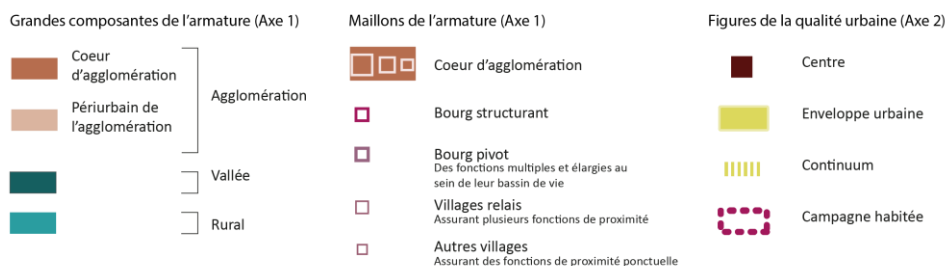 Grandes composantes de l'armature (Axe 1)
Coeur
d'agglomération
Périurbain de
l'agglomération
Agglomération
Vallée
Rural
Maillons de l'armature (Axe 1)
Coeur d'agglomération
Bourg structurant
Bourg pivot
Des fonctions multiples et élargies au
sein de leur bassin de vie
Villages relais
Assurant plusieurs fonctions de proximité
Autres villages
Assurant des fonctions de proximité ponctuelle
Figures de la qualité urbaine (Axe 2)
Centre
Enveloppe urbaine
Continuum
Campagne habitée